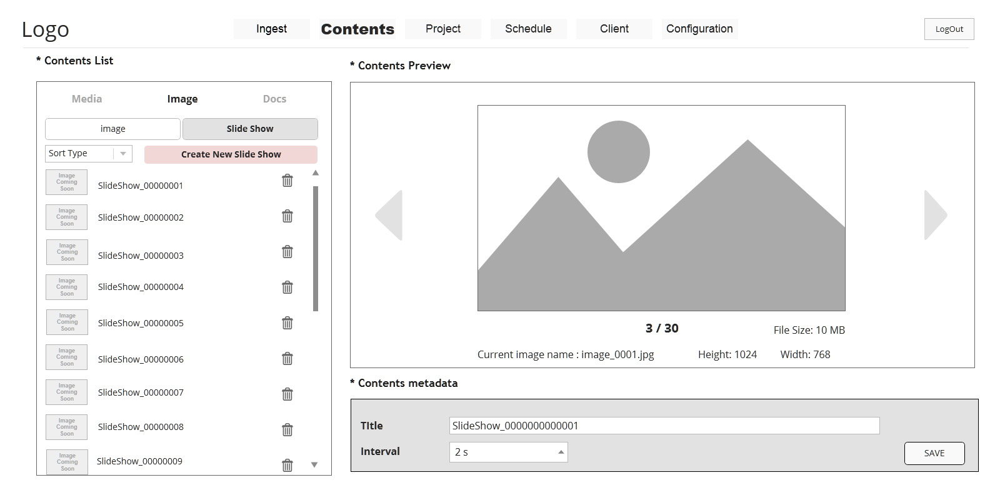 Logo
Ingest
Contents
Project
Schedule
Client
Configuration
LogOut
* Contents List
Media
Image
Docs
image
Slide Show
Sort Type
Create New Slide Show
Image
Coming
Soon
SlideShow_00000001
Image
Coming
Soon
SlideShow_00000002
Image
Coming
Soon
SlideShow_00000003
Image
Coming
Soon
SlideShow_00000004
Image
Coming
Soon
SlideShow_00000005
Image
Coming
Soon
SlideShow_00000006
Image
Coming
Soon
SlideShow_00000007
Image
Coming
Soon
SlideShow_00000008
Image
Coming
Soon
SlideShow_00000009
* Contents Preview
3 / 30
File Size: 10 MB
Current image name : image_0001.jpg
Height: 1024
Width: 768
* Contents metadata
TItle
SlideShow_0000000000001
Interval
2 s
SAVE